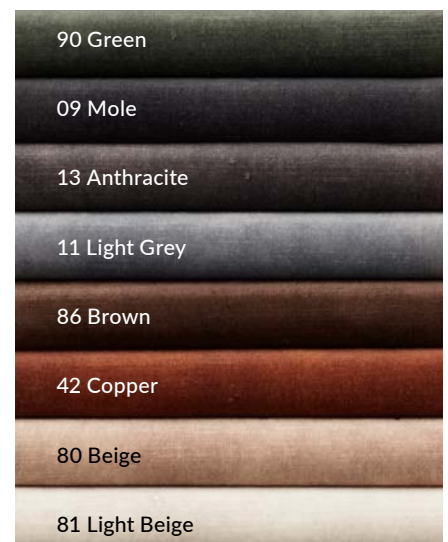 90 Green
09 Mole
13 Anthracite
11 Light Grey
86 Brown
42 Copper
80 Beige
81 Light Beige